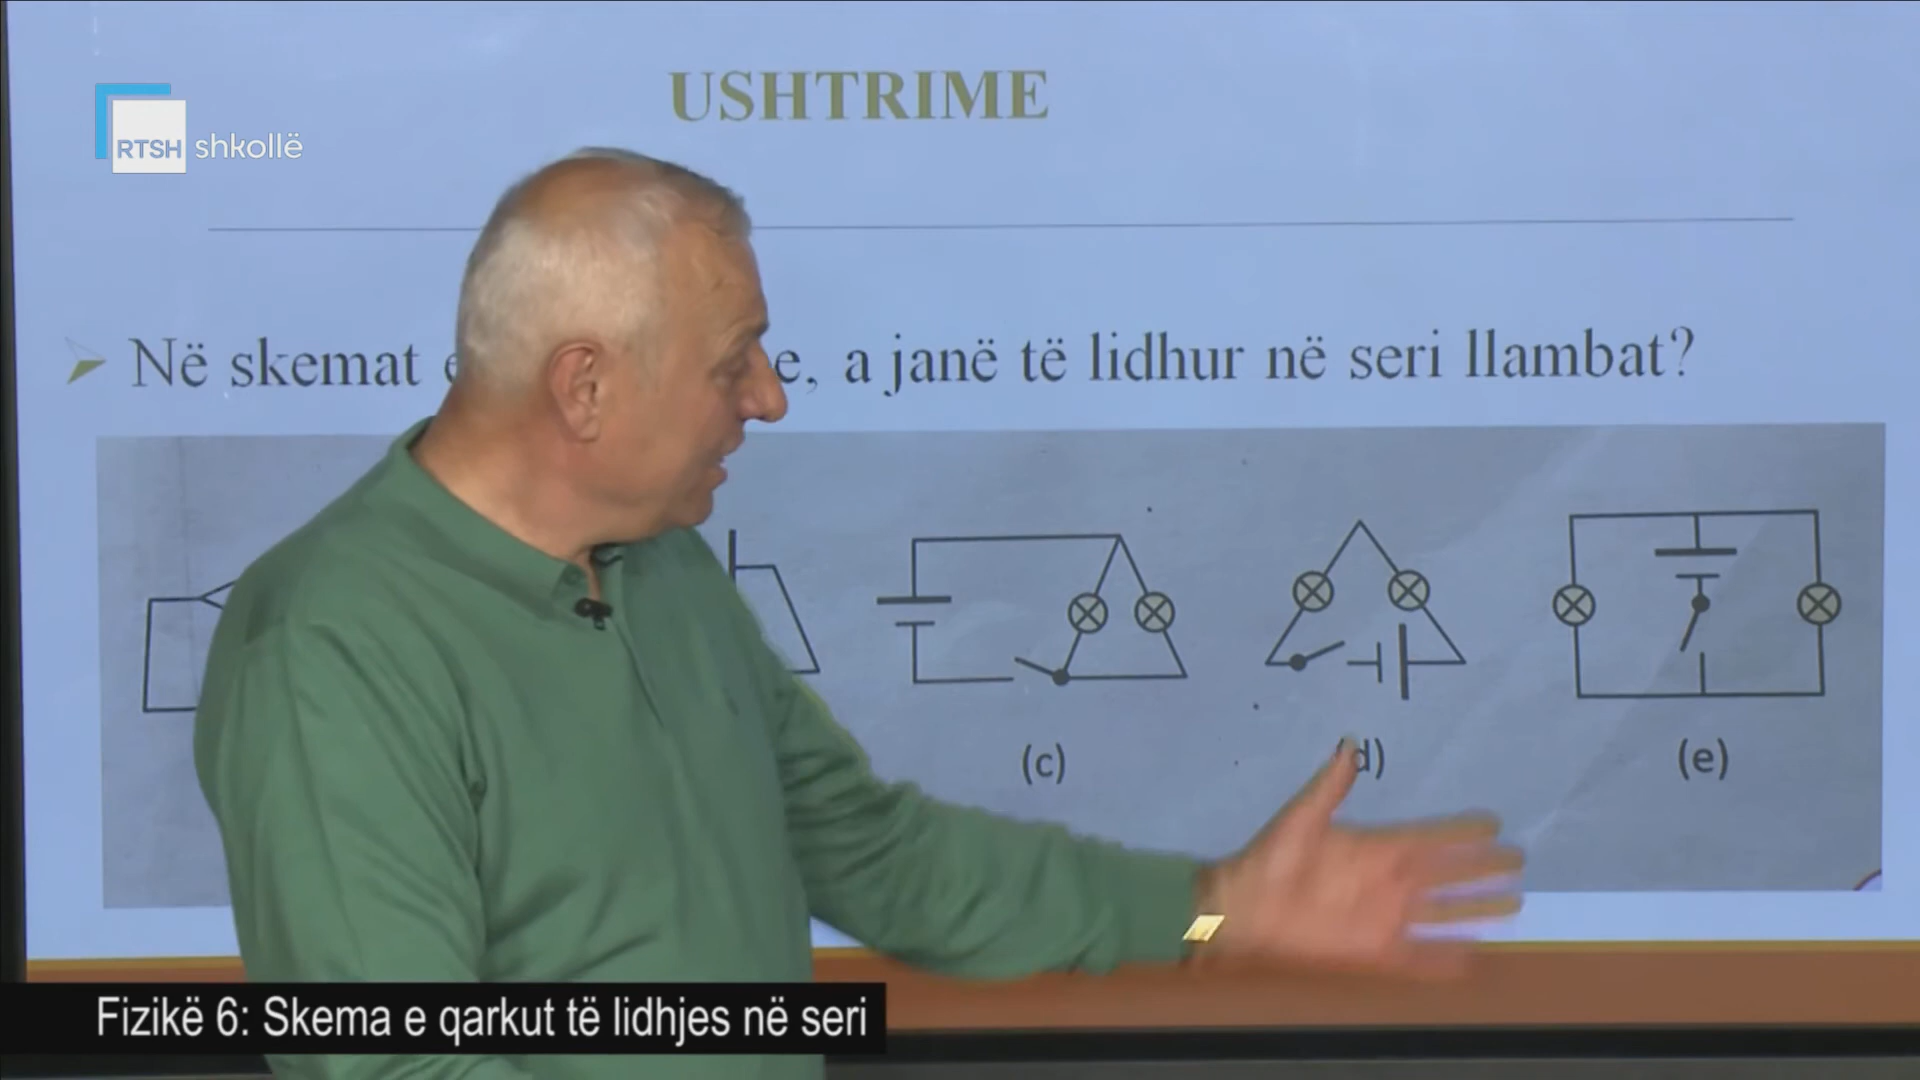 USHTRIME
RTSH shkollë
Në skemat e, a janë të lidhur në seri llambat?
(c) (d) (e)
Fizikë 6: Skema e qarkut të lidhjes në seri